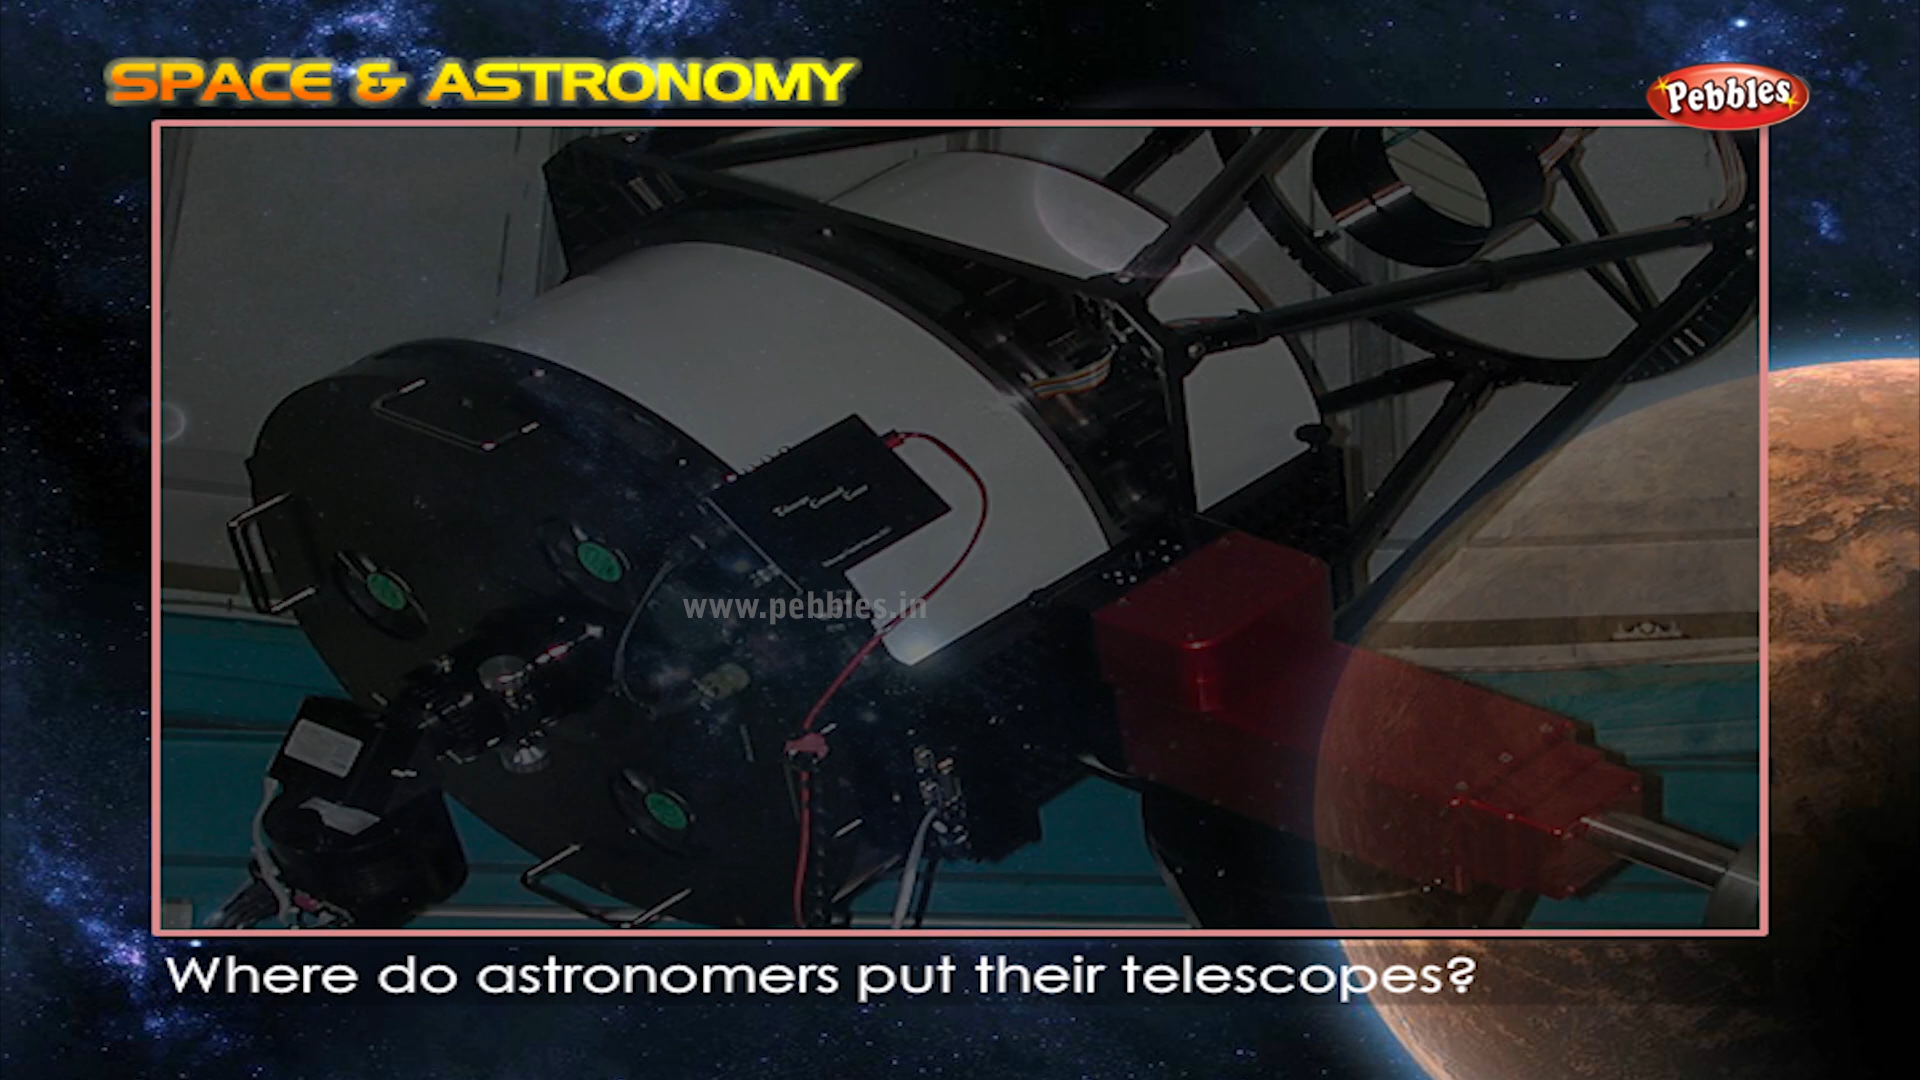 SPACE & ASTRONOMY
Pebbles
www.pebbles.in
Where do astronomers put their telescopes?